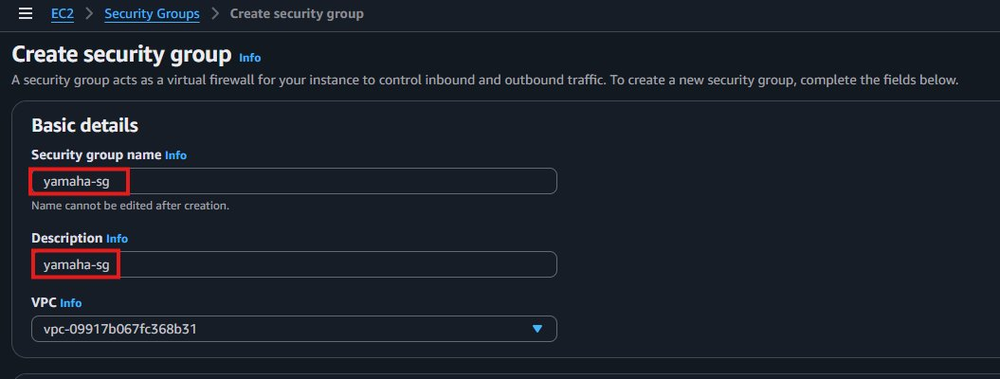 EC2 > Security Groups > Create security group
Create security group Info
A security group acts as a virtual firewall for your instance to control inbound and outbound traffic. To create a new security group, complete the fields below.
Basic details
Security group name Info
yamaha-sg
Name cannot be edited after creation.
Description Info
yamaha-sg
VPC Info
vpc-09917b067fc368b31